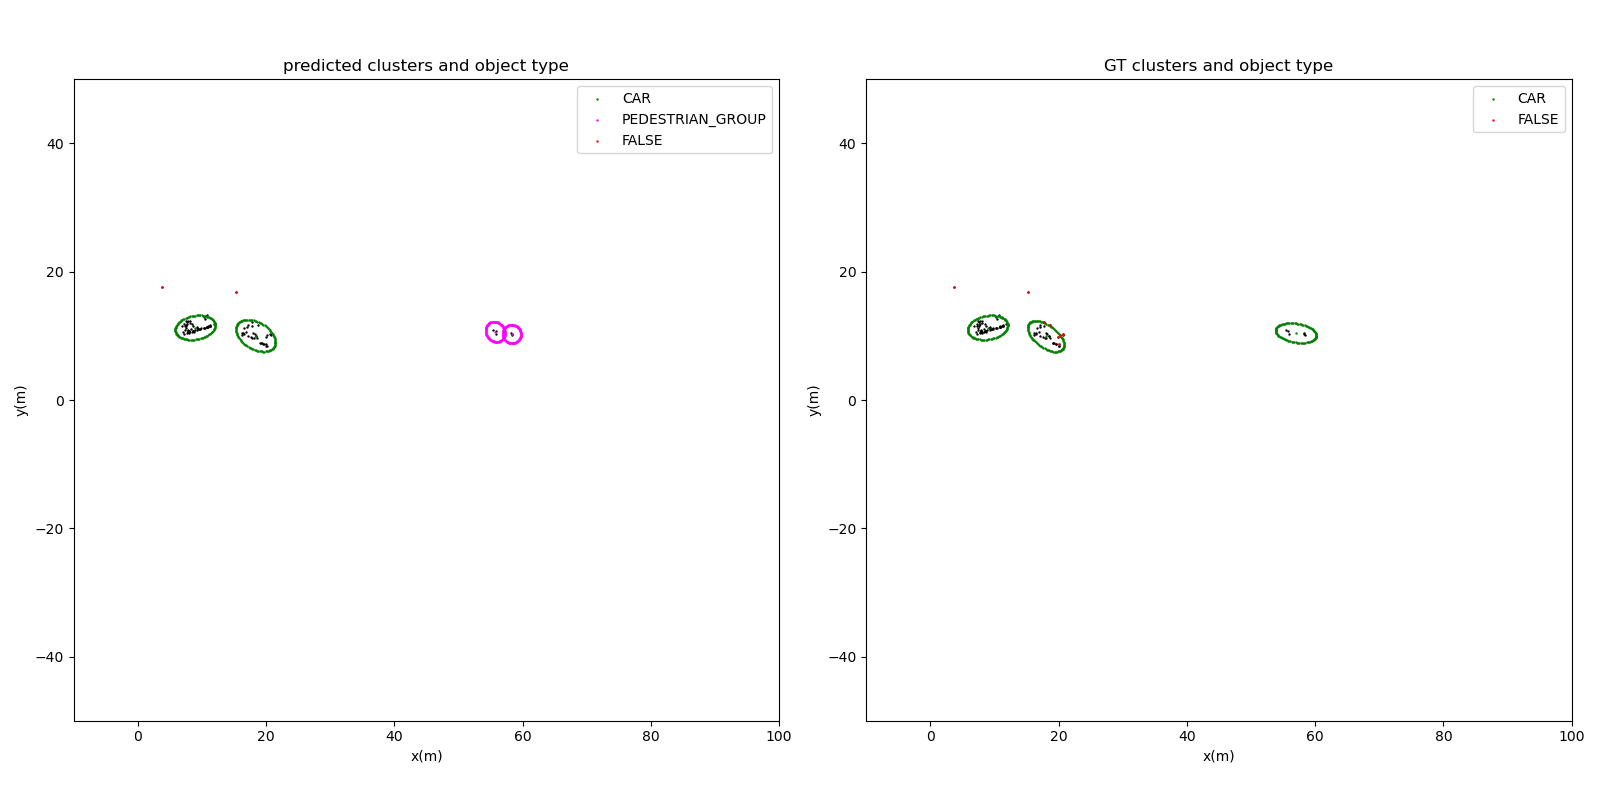 predicted clusters and object type
CAR
PEDESTRIAN_GROUP
FALSE
40
20
0
−20
−40
y(m)
0
20
40
60
80
100
x(m)
GT clusters and object type
CAR
FALSE
40
20
0
−20
−40
y(m)
0
20
40
60
80
100
x(m)